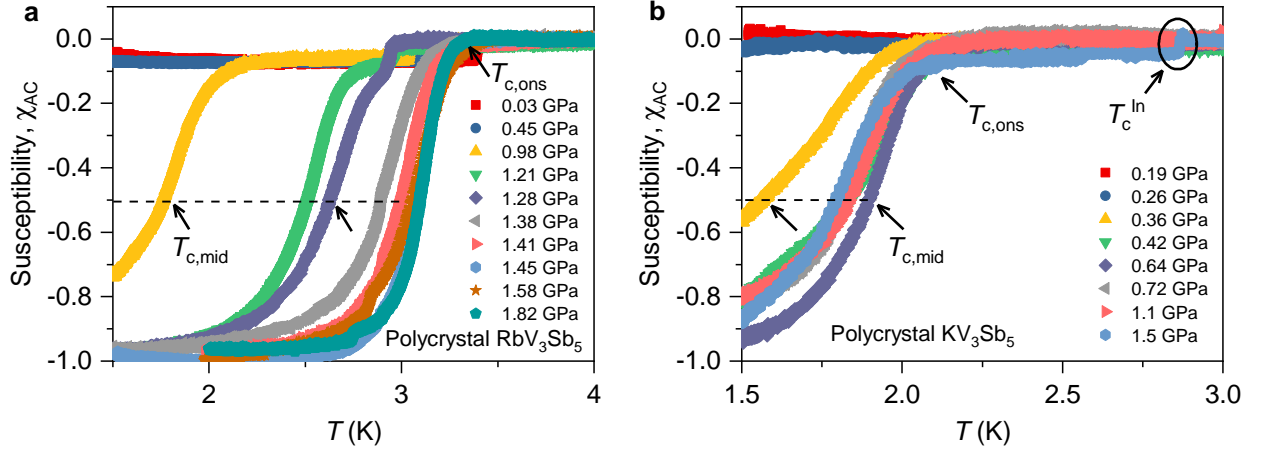 a
Susceptibility, χAC
0.0
-0.2
-0.4
-0.6
-0.8
-1.0
2
3
4
T (K)
Tc,ons
Tc,mid
0.03 GPa
0.45 GPa
0.98 GPa
1.21 GPa
1.28 GPa
1.38 GPa
1.41 GPa
1.45 GPa
1.58 GPa
1.82 GPa
Polycrystal RbV3Sb5
b
Susceptibility, χAC
0.0
-0.2
-0.4
-0.6
-0.8
-1.0
1.5
2.0
2.5
3.0
T (K)
Tc,ons
TcIn
Tc,mid
0.19 GPa
0.26 GPa
0.36 GPa
0.42 GPa
0.64 GPa
0.72 GPa
1.1 GPa
1.5 GPa
Polycrystal KV3Sb5